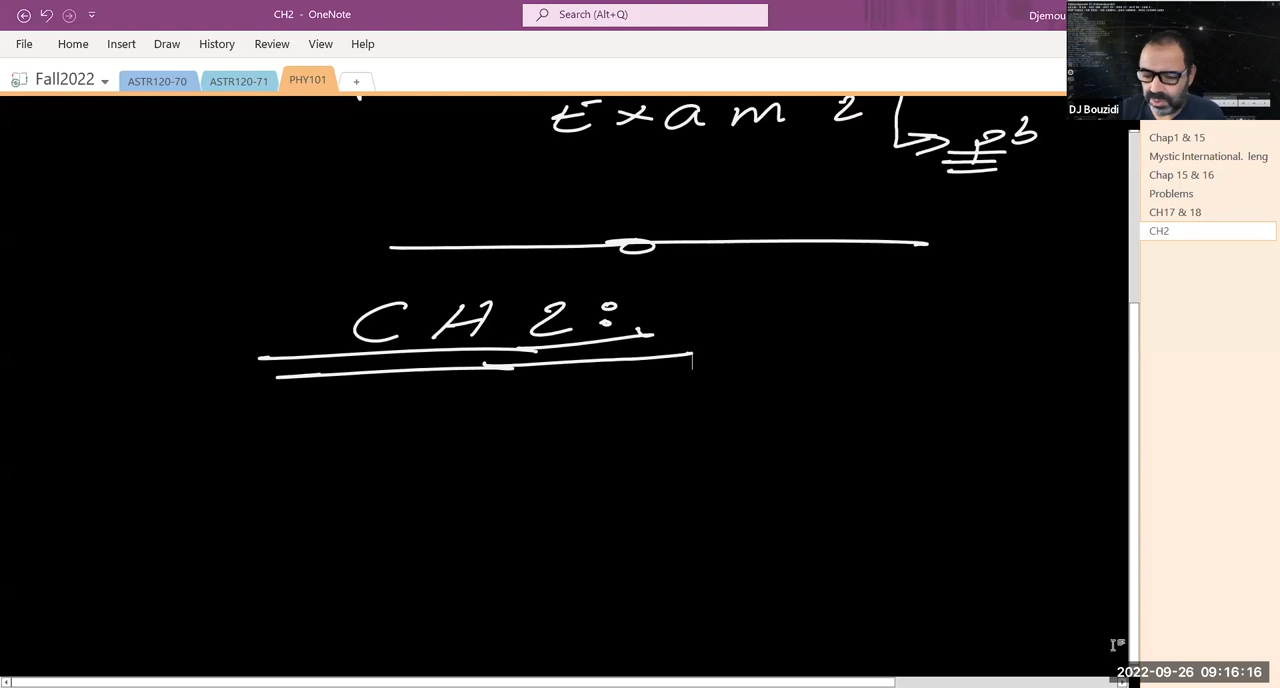 CH2 - OneNote
Search (Alt+Q)
Djemou
File Home Insert Draw History Review View Help
Fall2022 ASTR120-70 ASTR120-71 PHY101 +
DJ Bouzidi
Exam 2
pb
CH2:
Chap1 & 15
Mystic International. leng
Chap 15 & 16
Problems
CH17 & 18
CH2
2022-09-26 09:16:16